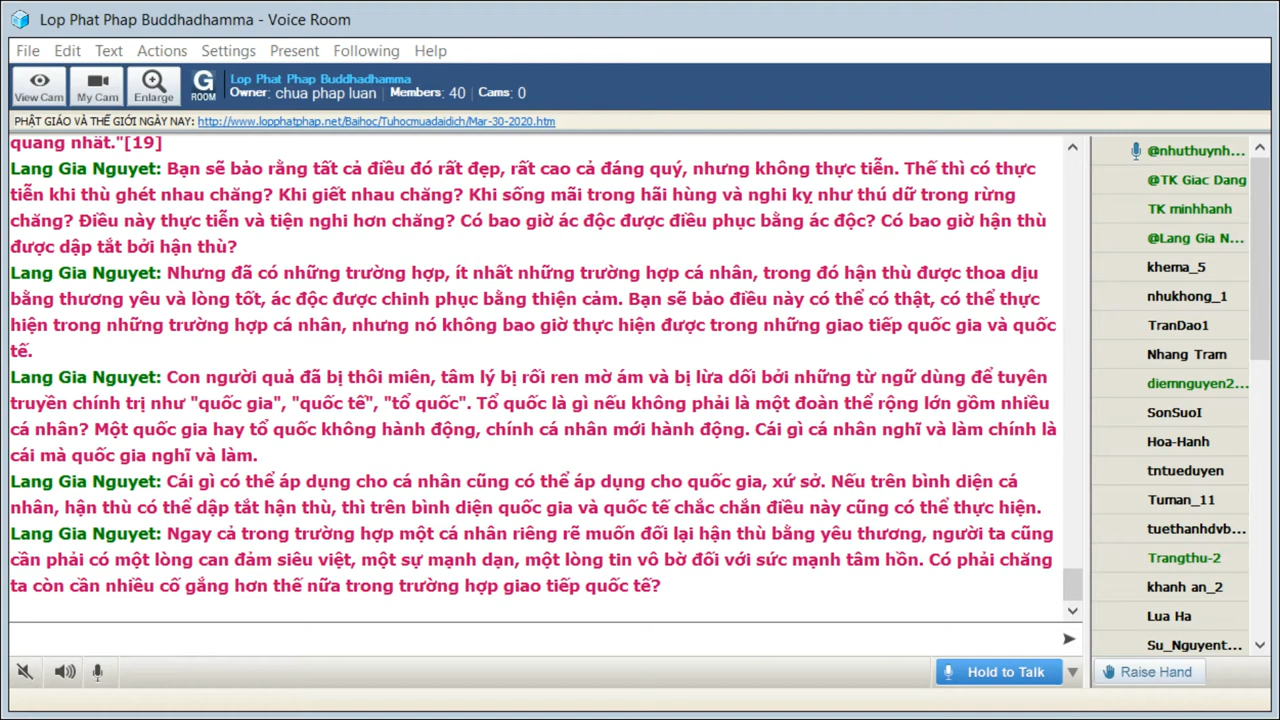 Lop Phat Phap Buddhadhamma - Voice Room
File Edit Text Actions Settings Present Following Help
View Cam My Cam Enlarge G ROOM
Lop Phat Phap Buddhadhamma
Owner: chua phap luan | Members: 40 | Cams: 0
PHẬT GIÁO VÀ THẾ GIỚI NGÀY NAY: http://www.lopphatphap.net/Baihoc/Tuhocmuadaidich/Mar-30-2020.htm
quang nhất."[19]
Lang Gia Nguyet: Bạn sẽ bảo rằng tất cả điều đó rất đẹp, rất cao cả đáng quý, nhưng không thực tiễn. Thế thì có thực
tiễn khi thù ghét nhau chăng? Khi giết nhau chăng? Khi sống mãi trong hãi hùng và nghi kỵ như thú dữ trong rừng
chăng? Điều này thực tiễn và tiện nghi hơn chăng? Có bao giờ ác độc được điều phục bằng ác độc? Có bao giờ hận thù
được dập tắt bởi hận thù?
Lang Gia Nguyet: Nhưng đã có những trường hợp, ít nhất những trường hợp cá nhân, trong đó hận thù được thoa dịu
bằng thương yêu và lòng tốt, ác độc được chinh phục bằng thiện cảm. Bạn sẽ bảo điều này có thể có thật, có thể thực
hiện trong những trường hợp cá nhân, nhưng nó không bao giờ thực hiện được trong những giao tiếp quốc gia và quốc
tế.
Lang Gia Nguyet: Con người quả đã bị thôi miên, tâm lý bị rối ren mờ ám và bị lừa dối bởi những từ ngữ dùng để tuyên
truyền chính trị như "quốc gia", "quốc tế", "tổ quốc". Tổ quốc là gì nếu không phải là một đoàn thể rộng lớn gồm nhiều
cá nhân? Một quốc gia hay tổ quốc không hành động, chính cá nhân mới hành động. Cái gì cá nhân nghĩ và làm chính là
cái mà quốc gia nghĩ và làm.
Lang Gia Nguyet: Cái gì có thể áp dụng cho cá nhân cũng có thể áp dụng cho quốc gia, xứ sở. Nếu trên bình diện cá
nhân, hận thù có thể dập tắt hận thù, thì trên bình diện quốc gia và quốc tế chắc chắn điều này cũng có thể thực hiện.
Lang Gia Nguyet: Ngay cả trong trường hợp một cá nhân riêng rẽ muốn đối lại hận thù bằng yêu thương, người ta cũng
cần phải có một lòng can đảm siêu việt, một sự mạnh dạn, một lòng tin vô bờ đối với sức mạnh tâm hồn. Có phải chăng
ta còn cần nhiều cố gắng hơn thế nữa trong trường hợp giao tiếp quốc tế?
@nhuthuynh...
@TK Giac Dang
TK minhhanh
@Lang Gia N...
khema_5
nhukhong_1
TranDao1
Nhang Tram
diemnguyen2...
SonSuoI
Hoa-Hanh
tntueduyen
Tuman_11
tuethanhdvb...
Trangthu-2
khanh an_2
Lua Ha
Su_Nguyent...
Hold to Talk
Raise Hand